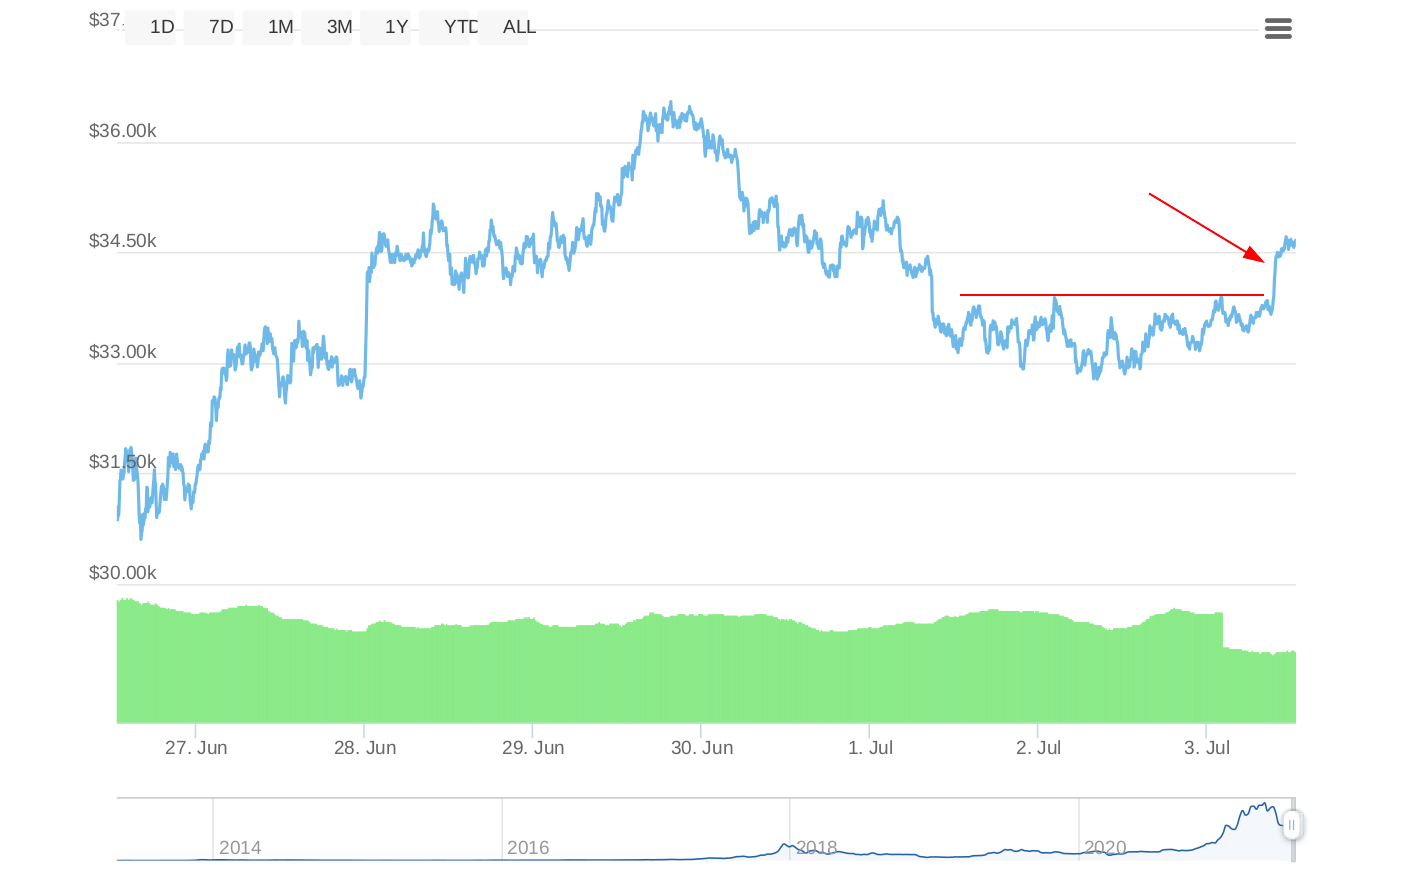 $37.
1D 7D 1M 3M 1Y YTD ALL
$36.00k
$34.50k
$33.00k
$31.50k
$30.00k
27. Jun 28. Jun 29. Jun 30. Jun 1. Jul 2. Jul 3. Jul
2014 2016 2018 2020